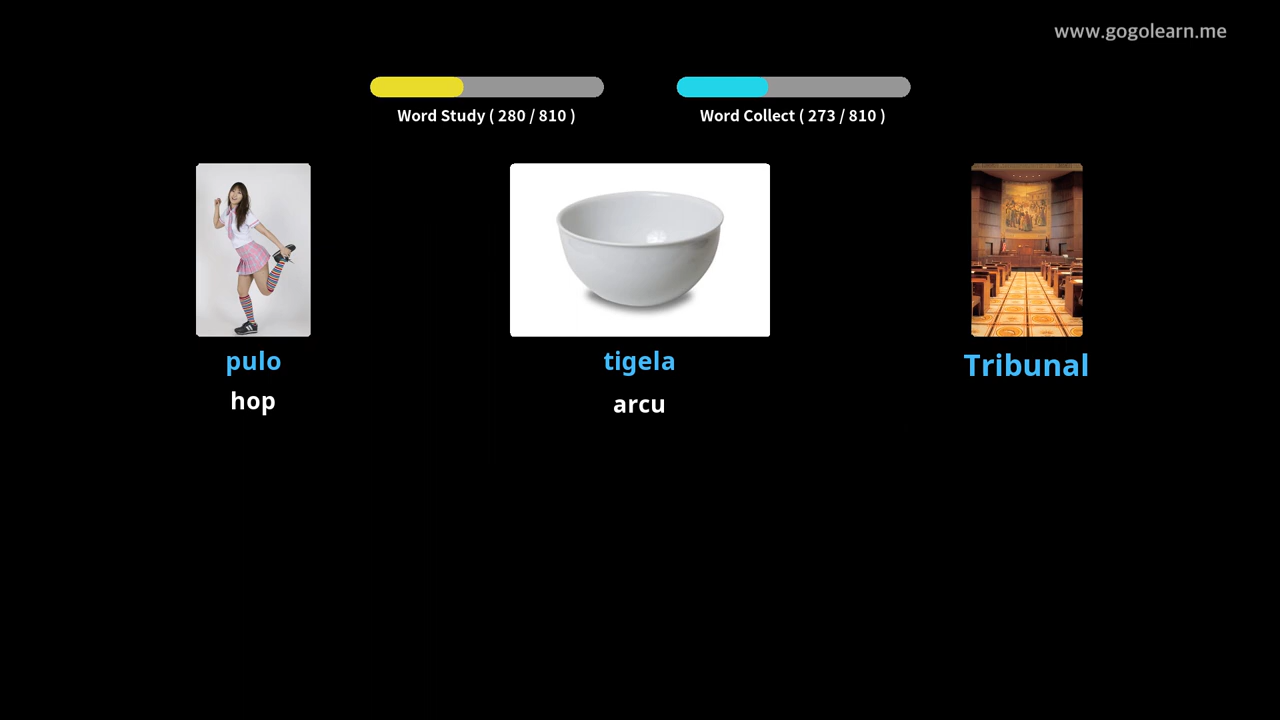 www.gogolearn.me
Word Study ( 280 / 810 )
Word Collect ( 273 / 810 )
pulo
hop
tigela
arcu
Tribunal